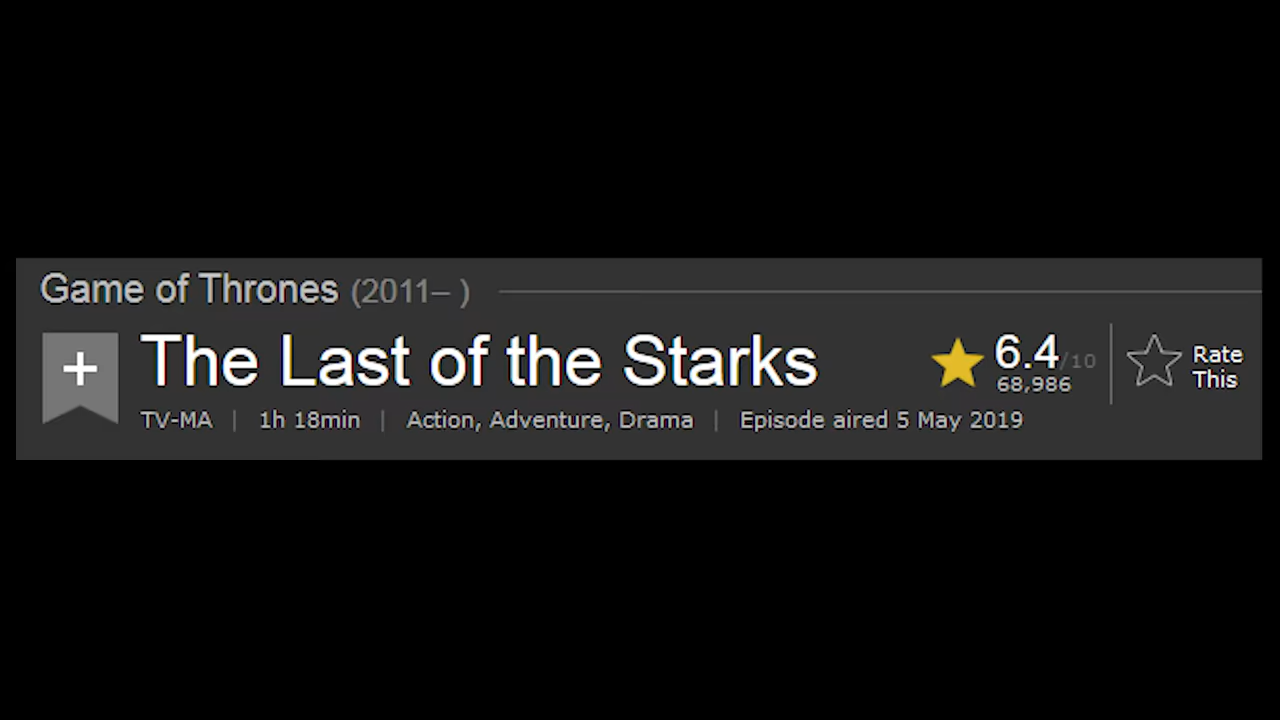 Game of Thrones (2011– )
+ The Last of the Starks
6.4/10
68,986
Rate
This
TV-MA | 1h 18min | Action, Adventure, Drama | Episode aired 5 May 2019